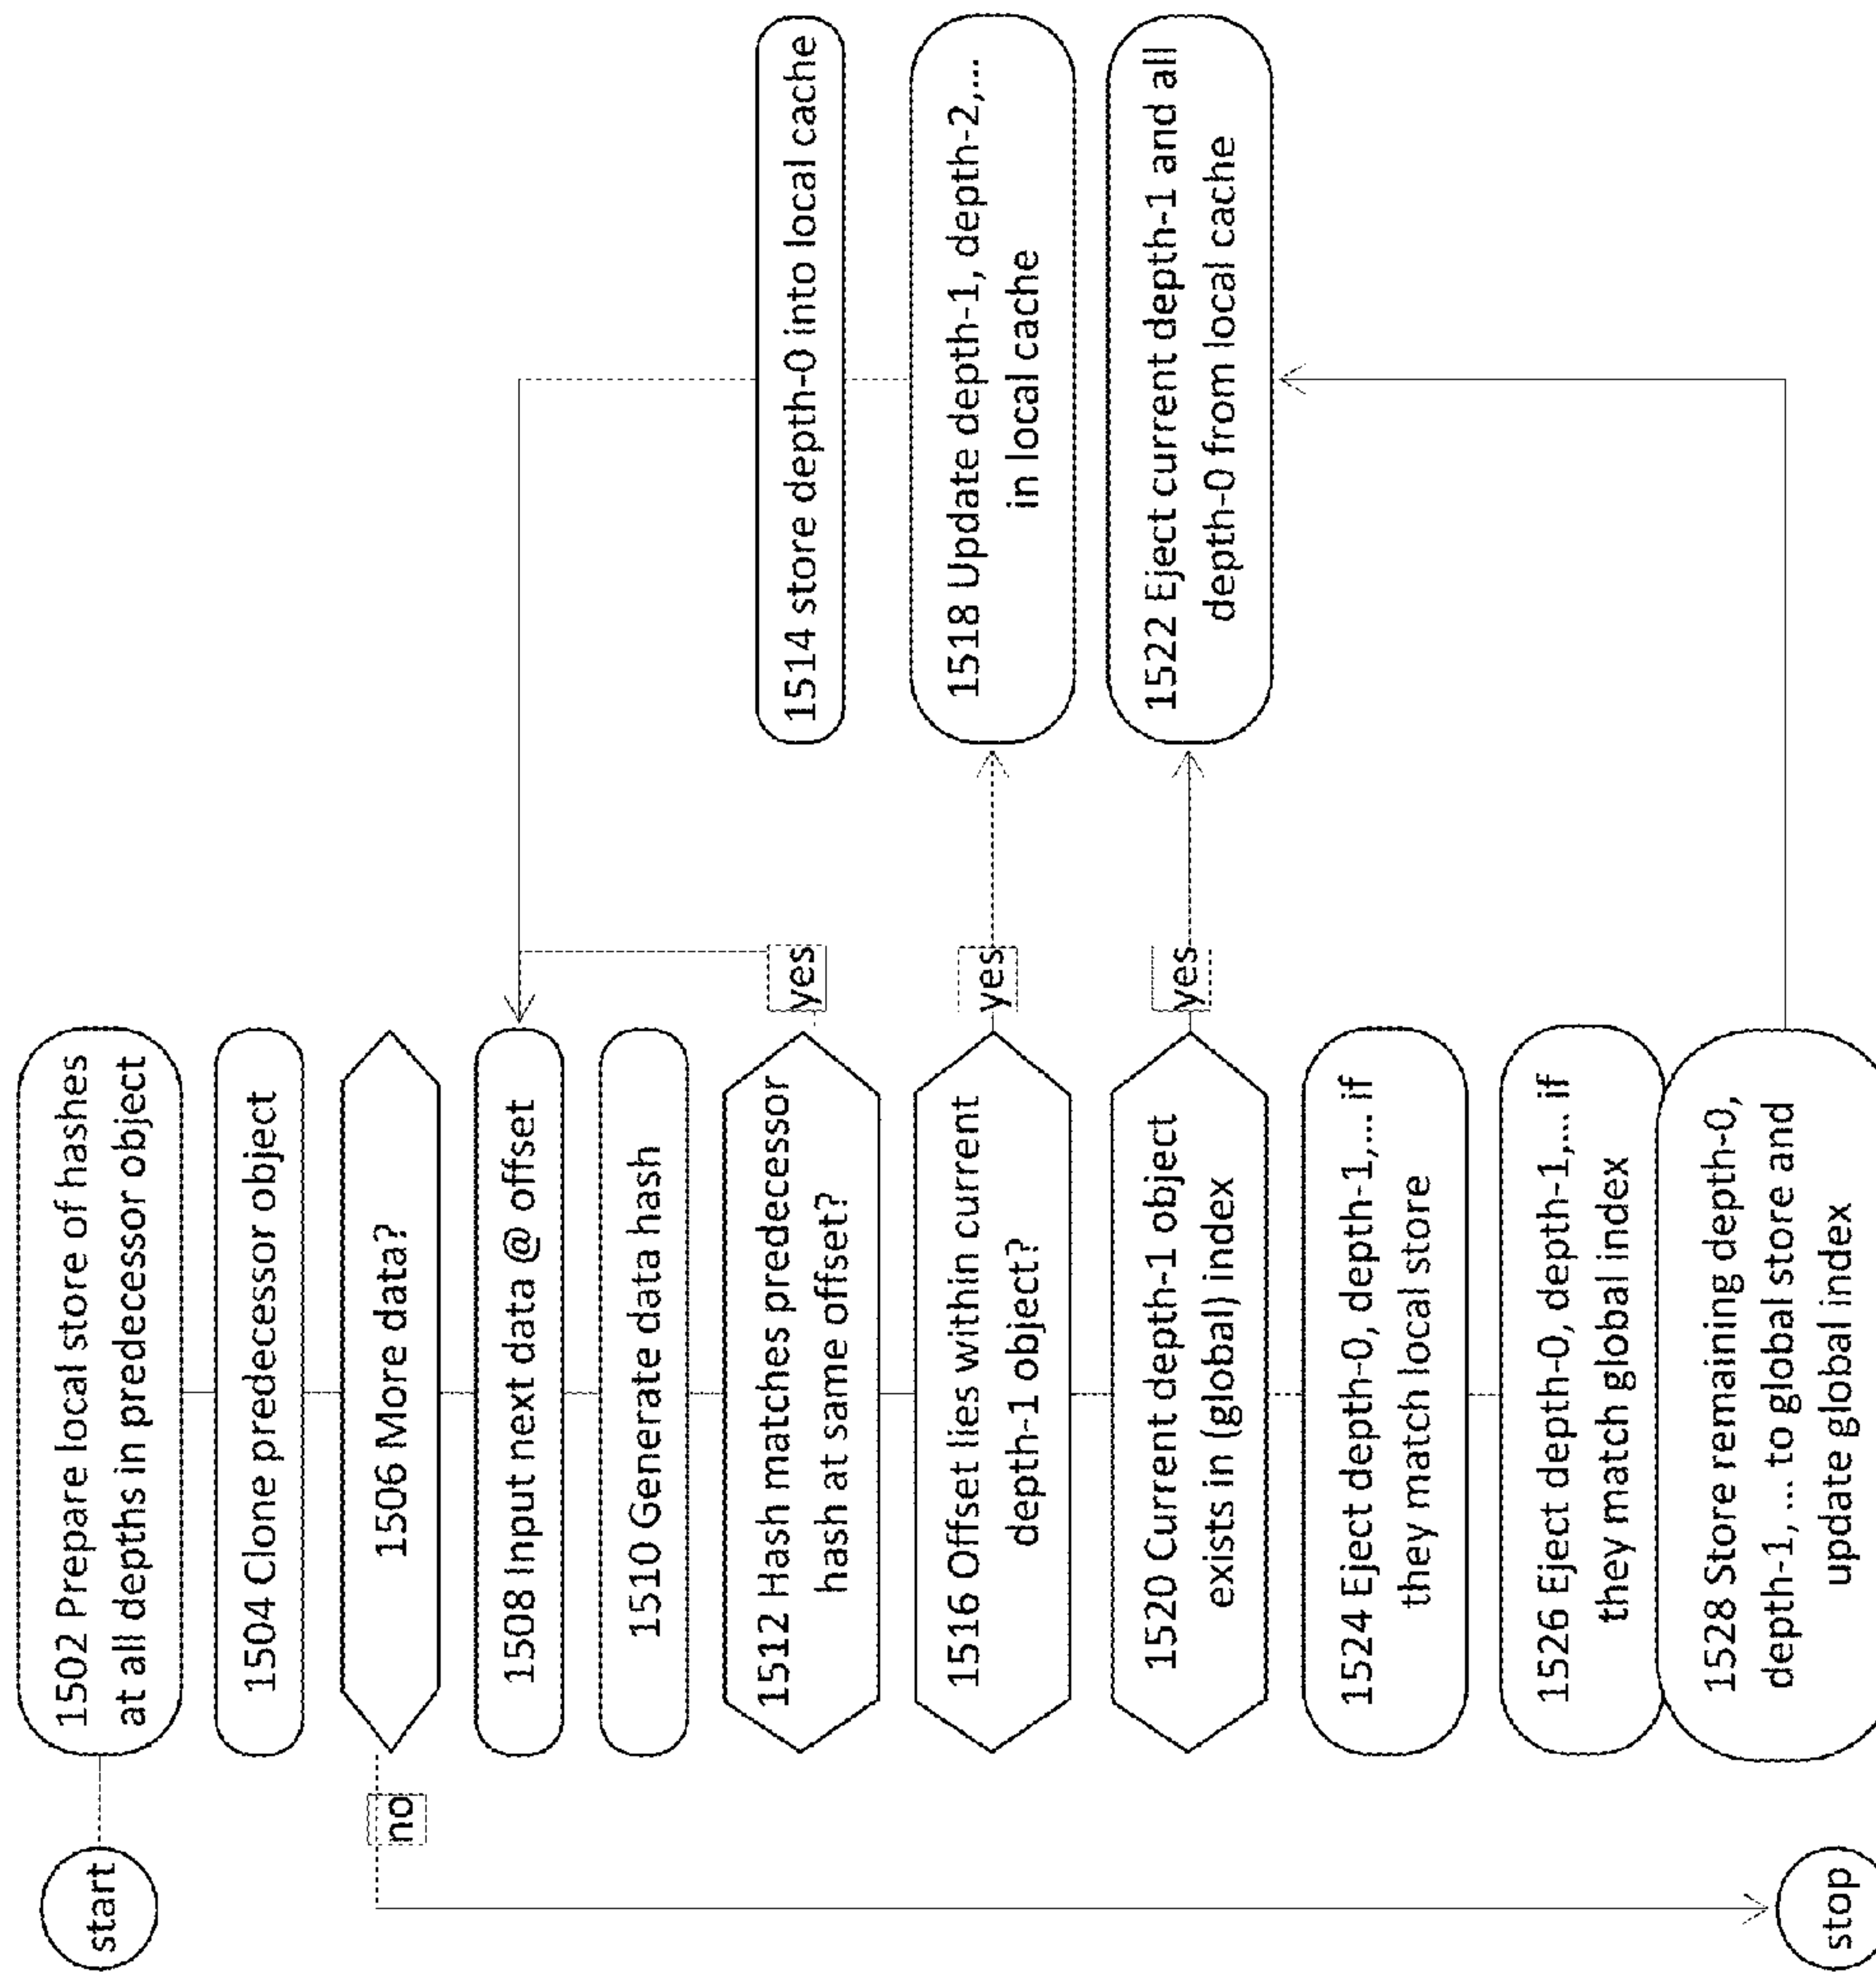 start
1502 Prepare local store of hashes
at all depths in predecessor object
1504 Clone predecessor object
1506 More data?
no
1508 Input next data @ offset
1510 Generate data hash
1512 Hash matches predecessor
hash at same offset?
yes
1514 store depth-0 into local cache
1516 Offset lies within current
depth-1 object?
yes
1518 Update depth-1, depth-2,...
in local cache
1520 Current depth-1 object
exists in (global) index
yes
1522 Eject current depth-1 and all
depth-0 from local cache
1524 Eject depth-0, depth-1,... if
they match local store
1526 Eject depth-0, depth-1,... if
they match global index
1528 Store remaining depth-0,
depth-1, ... to global store and
update global index
stop